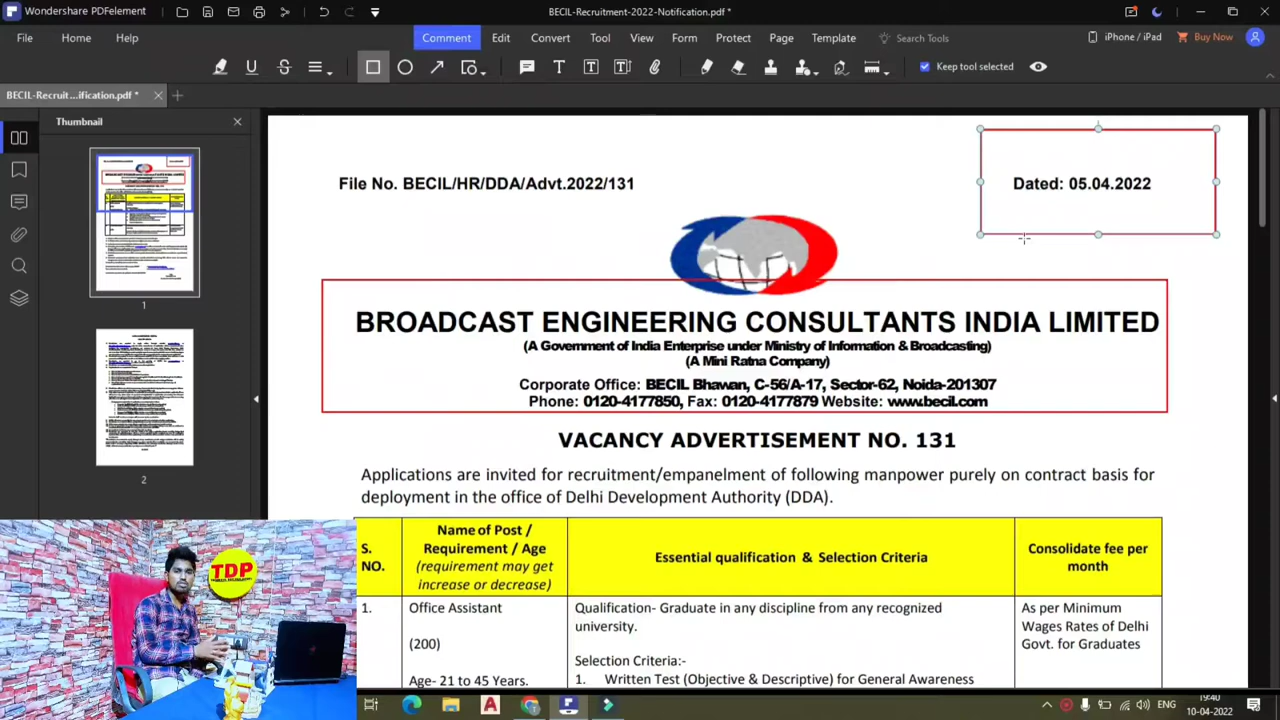 Wondershare PDFelement
BECIL-Recruitment-2022-Notification.pdf *
File Home Help Comment Edit Convert Tool View Form Protect Page Template Search Tools
iPhone / iPad Buy Now
Keep tool selected
BECIL-Recruit...ification.pdf *
Thumbnail
1
2
File No. BECIL/HR/DDA/Advt.2022/131
Dated: 05.04.2022
BROADCAST ENGINEERING CONSULTANTS INDIA LIMITED
(A Government of India Enterprise under Ministry of Information & Broadcasting)
(A Mini Ratna Company)
Corporate Office: BECIL Bhawan, C-56/A-17, Sector-62, Noida-201307
Phone: 0120-4177850, Fax: 0120-4177879 Website: www.becil.com
VACANCY ADVERTISEMENT NO. 131
Applications are invited for recruitment/empanelment of following manpower purely on contract basis for
deployment in the office of Delhi Development Authority (DDA).
S.
NO.
Name of Post /
Requirement / Age
(requirement may get
increase or decrease)
Essential qualification & Selection Criteria
Consolidate fee per
month
1.
Office Assistant
(200)
Age- 21 to 45 Years.
Qualification- Graduate in any discipline from any recognized
university.
Selection Criteria:-
1. Written Test (Objective & Descriptive) for General Awareness
As per Minimum
Wages Rates of Delhi
Govt. for Graduates
TDP
ENG
19:40
10-04-2022